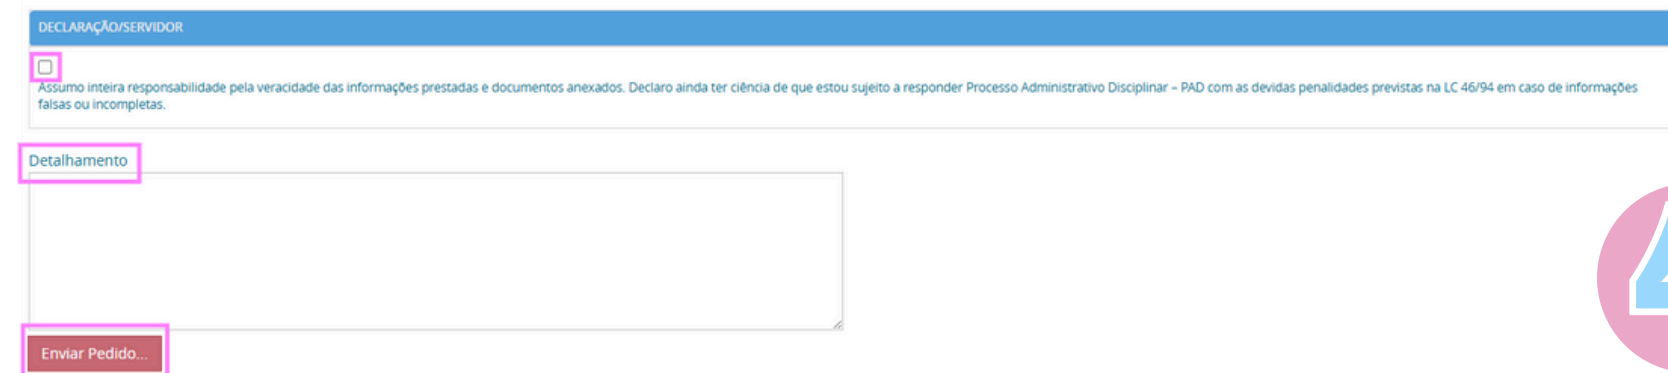 DECLARAÇÃO/SERVIDOR
Assumo inteira responsabilidade pela veracidade das informações prestadas e documentos anexados. Declaro ainda ter ciência de que estou sujeito a responder Processo Administrativo Disciplinar – PAD com as devidas penalidades previstas na LC 46/94 em caso de informações
falsas ou incompletas.
Detalhamento
Enviar Pedido...